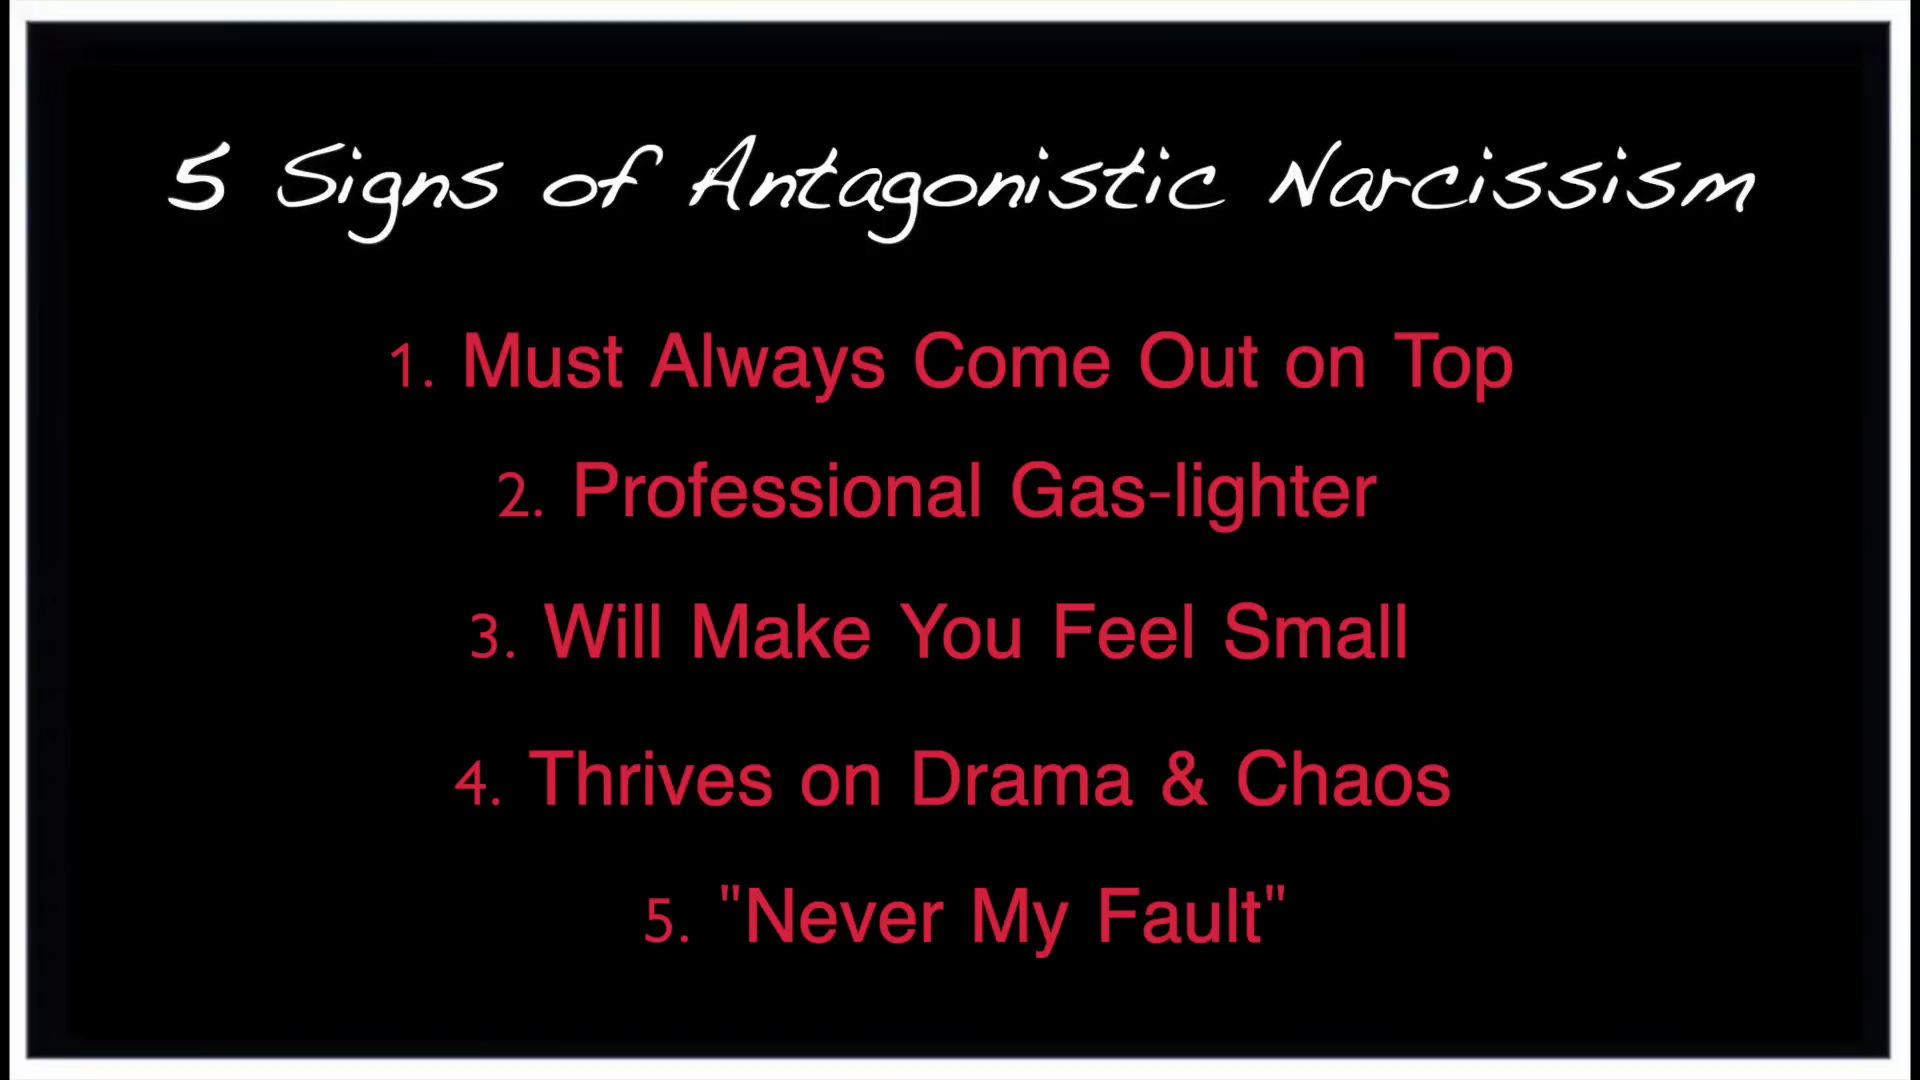 5 Signs of Antagonistic Narcissism
1. Must Always Come Out on Top
2. Professional Gas-lighter
3. Will Make You Feel Small
4. Thrives on Drama & Chaos
5. "Never My Fault"